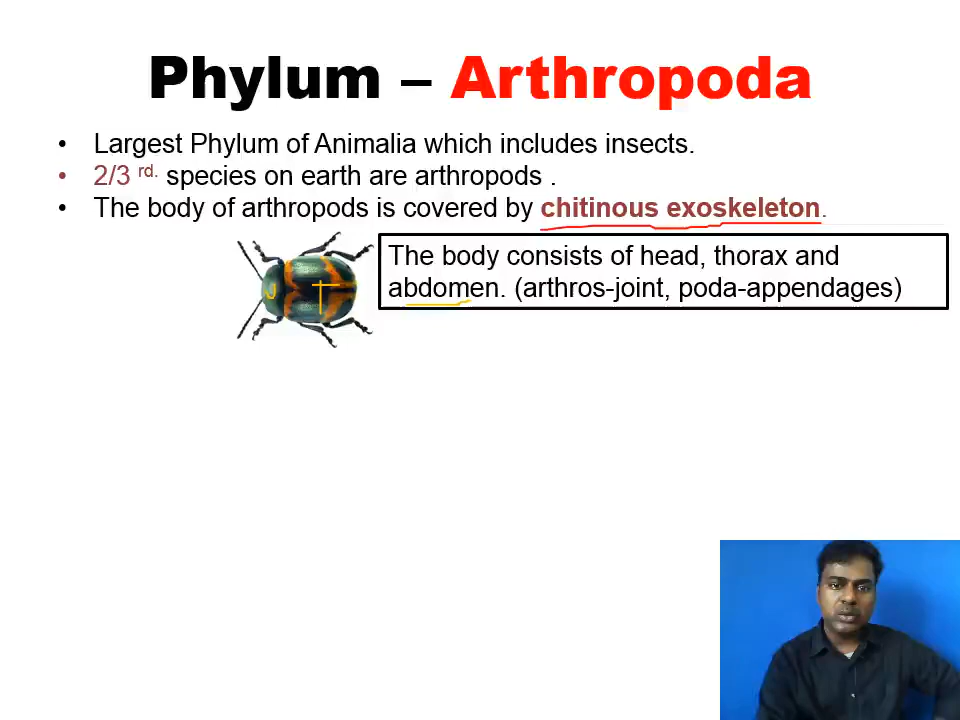 Phylum – Arthropoda
• Largest Phylum of Animalia which includes insects.
• 2/3 rd. species on earth are arthropods .
• The body of arthropods is covered by chitinous exoskeleton.
The body consists of head, thorax and
abdomen. (arthros-joint, poda-appendages)